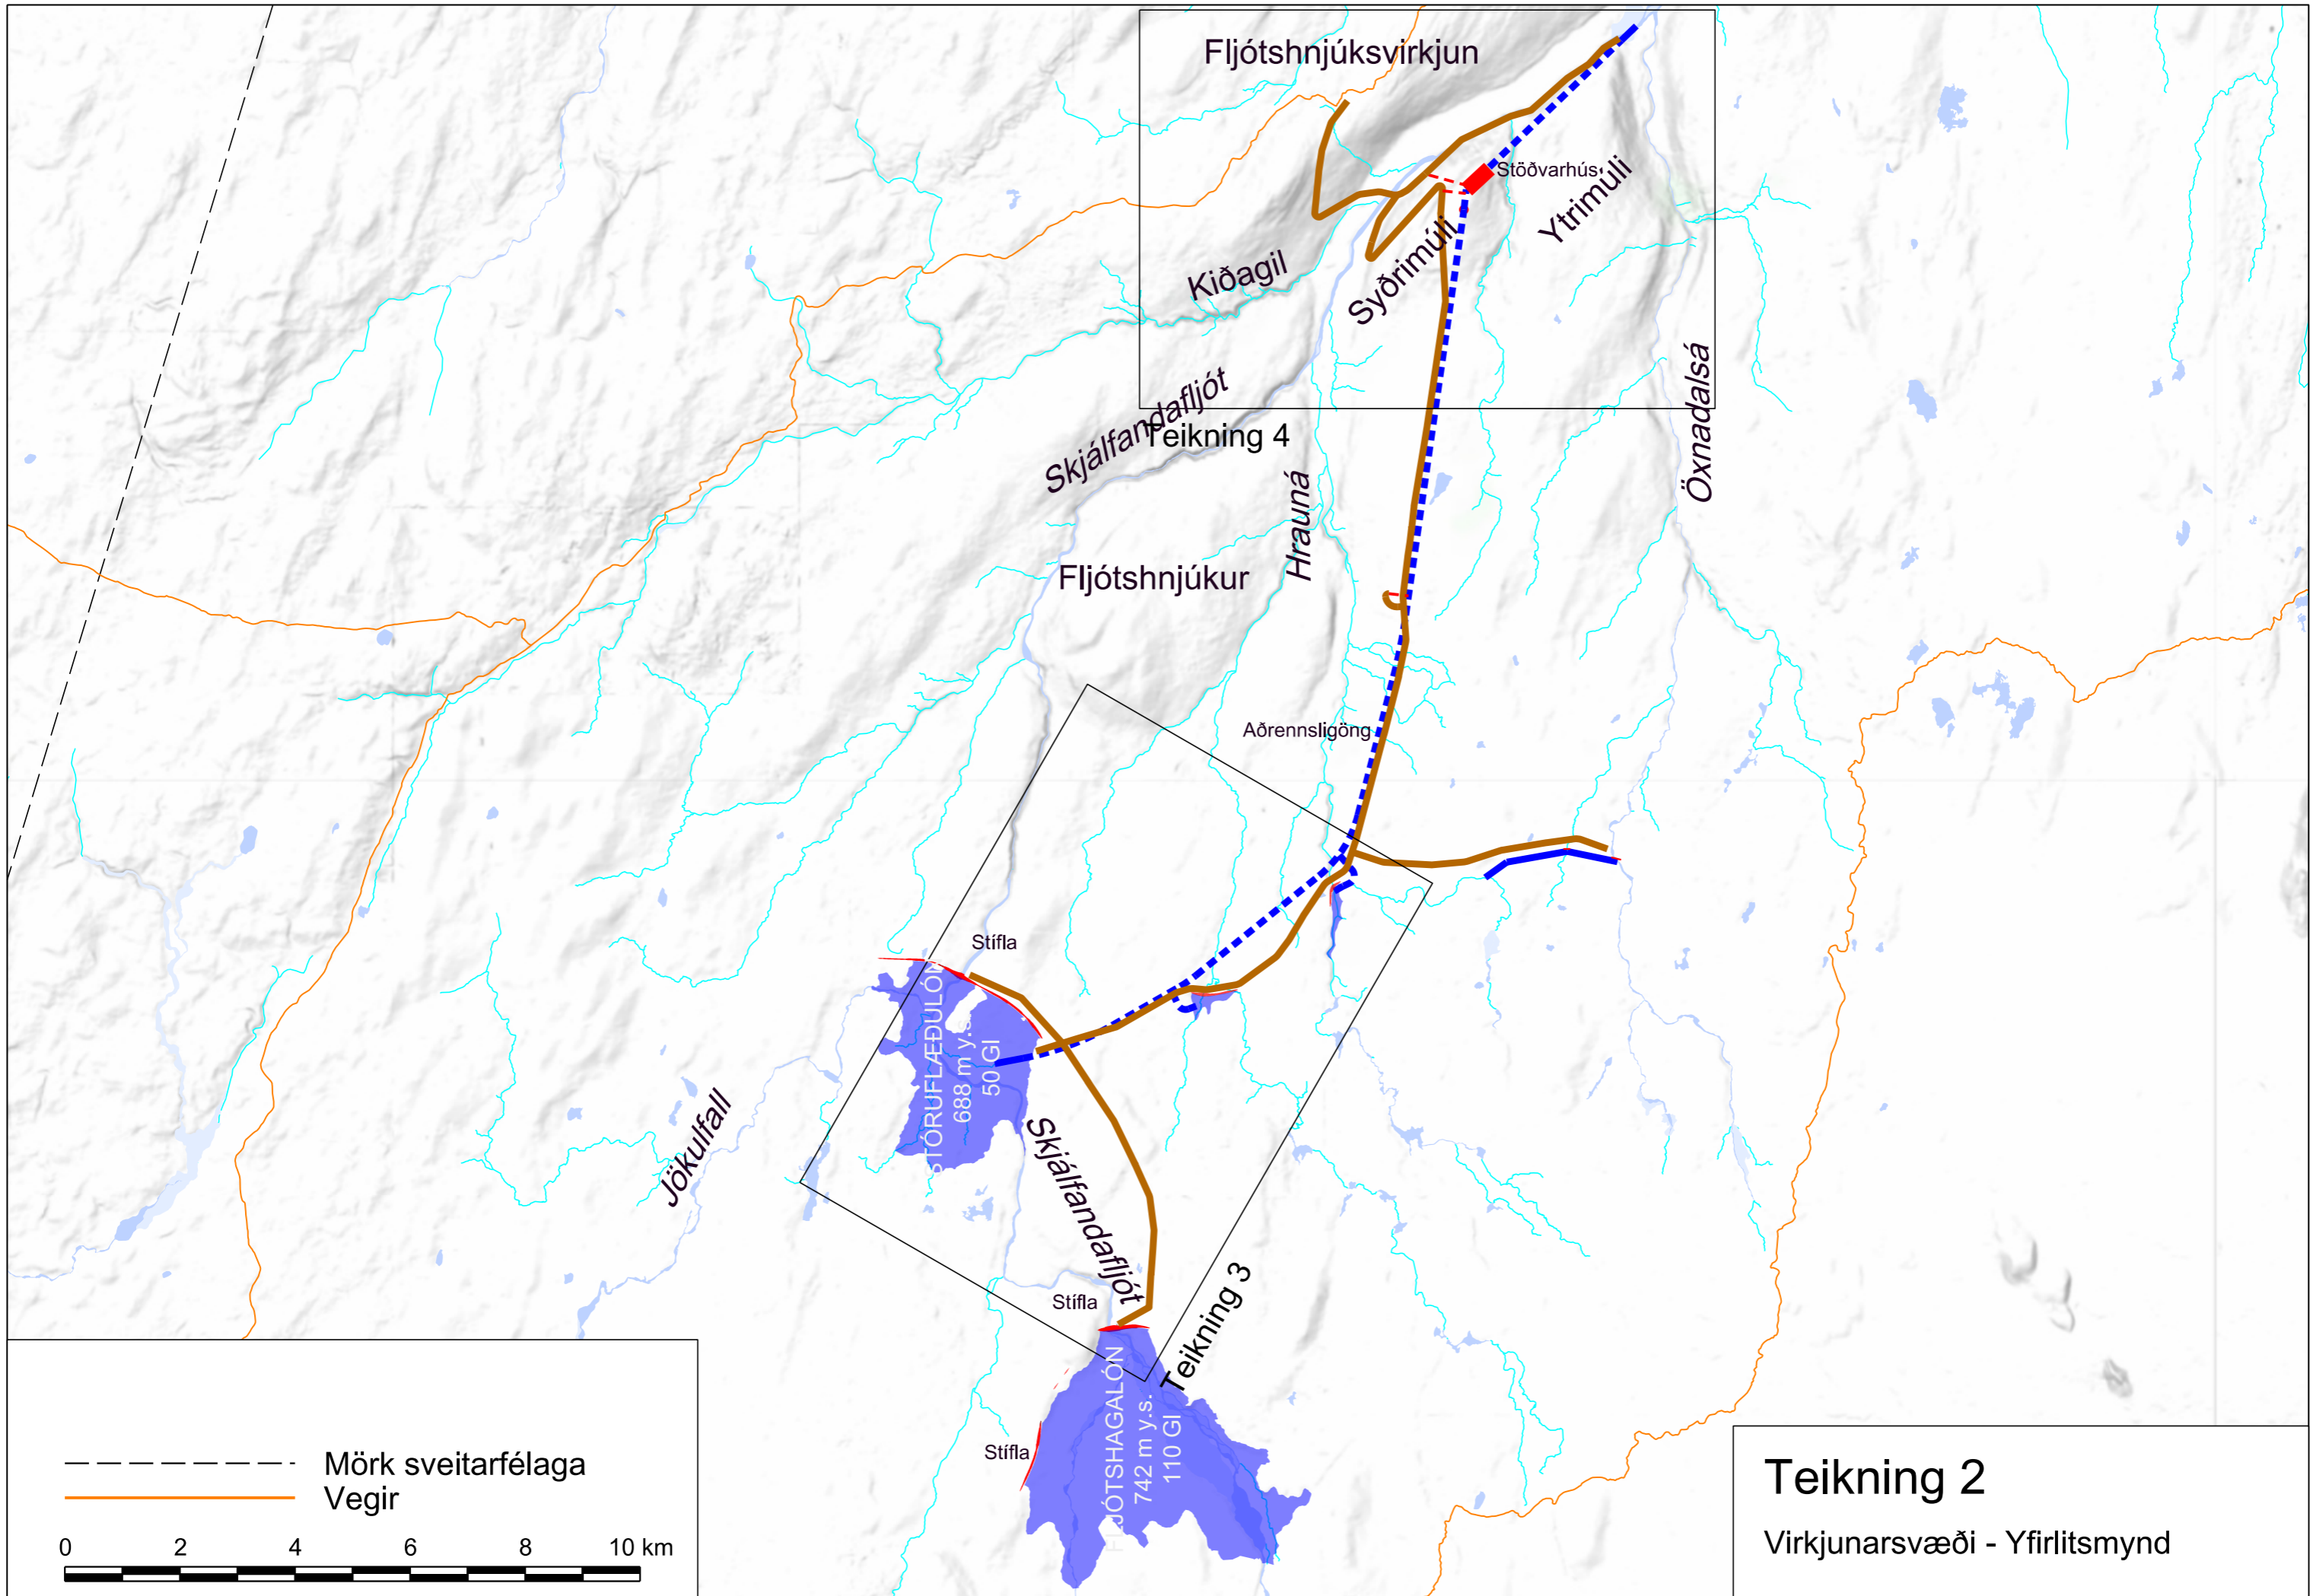 Fljótshnjúksvirkjun
Stöðvarhús
Ytrimúli
Syðrimúli
Kiðagil
Skjálfandafljót
Teikning 4
Öxnadalsá
Hrauná
Fljótshnjúkur
Aðrennsligöng
Stífla
STÓRUFLÆÐULÓN
688 m y.s.
50 Gl
Jökulfall
Skjálfandafljót
Stífla
Teikning 3
Stífla
FLJÓTSHAGALÓN
742 m y.s.
110 Gl
Mörk sveitarfélaga
Vegir
0 2 4 6 8 10 km
Teikning 2
Virkjunarsvæði - Yfirlitsmynd